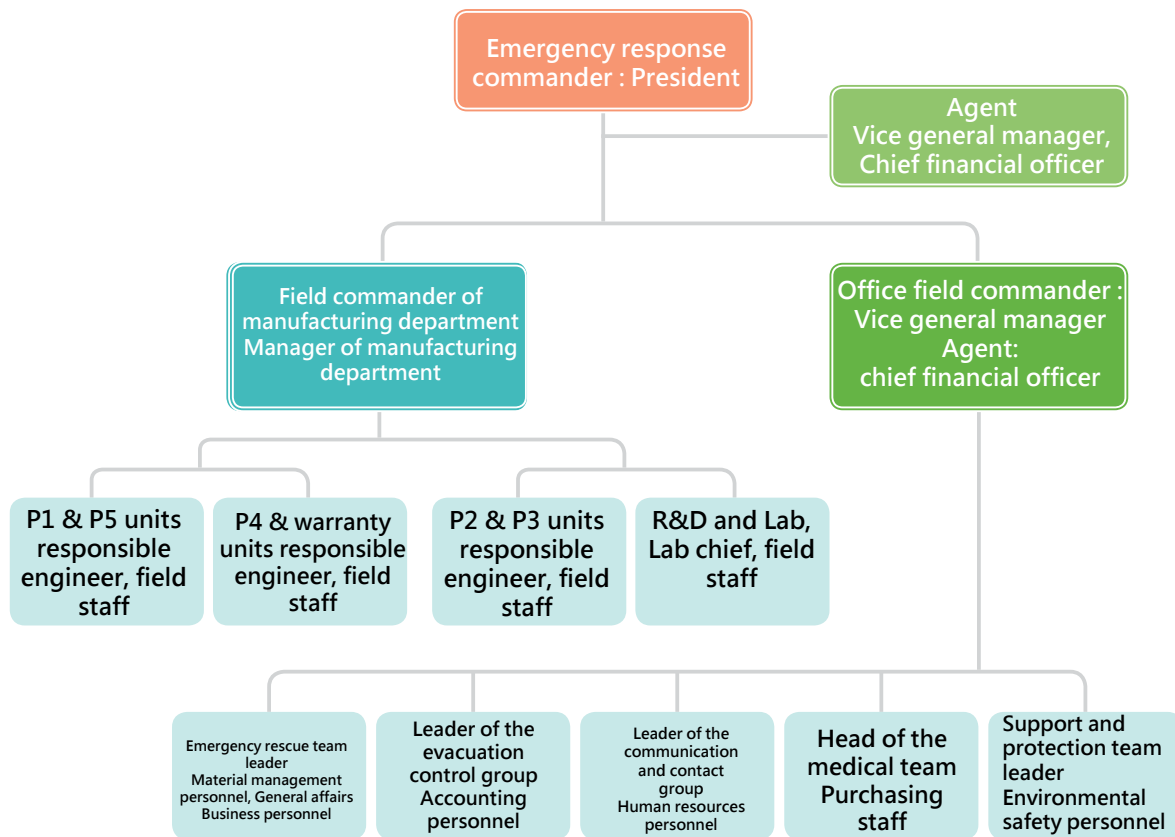 Emergency response
commander : President
Agent
Vice general manager,
Chief financial officer
Field commander of
manufacturing department
Manager of manufacturing
department
Office field commander :
Vice general manager
Agent:
chief financial officer
P1 & P5 units
responsible
engineer, field
staff
P4 & warranty
units responsible
engineer, field
staff
P2 & P3 units
responsible
engineer, field
staff
R&D and Lab,
Lab chief, field
staff
Emergency rescue team
leader
Material management
personnel, General affairs
Business personnel
Leader of the
evacuation
control group
Accounting
personnel
Leader of the
communication
and contact
group
Human resources
personnel
Head of the
medical team
Purchasing
staff
Support and
protection team
leader
Environmental
safety personnel